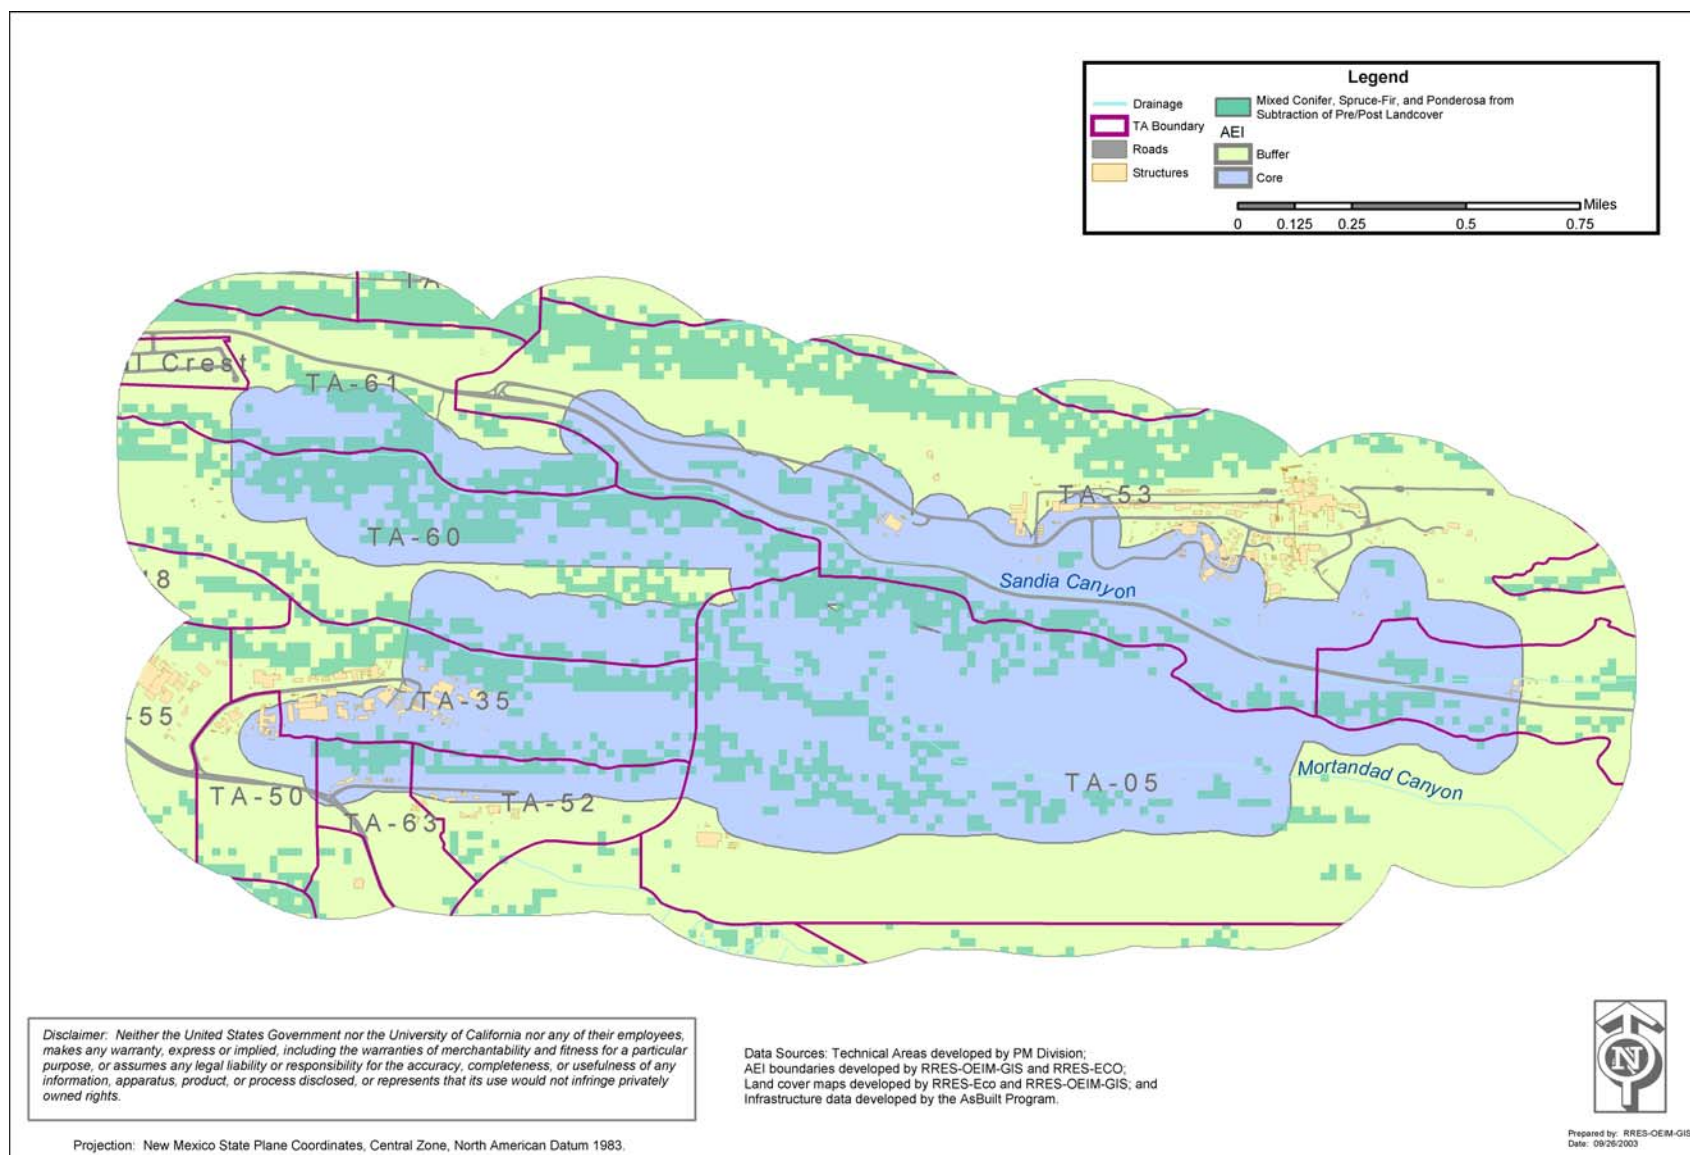 Legend
Drainage
TA Boundary
Roads
Structures
Mixed Conifer, Spruce-Fir, and Ponderosa from
Subtraction of Pre/Post Landcover
AEI
Buffer
Core
Miles
0 0.125 0.25 0.5 0.75
TA
Crest
TA-61
TA-53
TA-60
18
Sandia Canyon
TA-35
-55
TA-05
Mortandad Canyon
TA-50
TA-52
TA-63
Disclaimer: Neither the United States Government nor the University of California nor any of their employees,
makes any warranty, express or implied, including the warranties of merchantability and fitness for a particular
purpose, or assumes any legal liability or responsibility for the accuracy, completeness, or usefulness of any
information, apparatus, product, or process disclosed, or represents that its use would not infringe privately
owned rights.
Projection: New Mexico State Plane Coordinates, Central Zone, North American Datum 1983.
Data Sources: Technical Areas developed by PM Division;
AEI boundaries developed by RRES-OEIM-GIS and RRES-ECO;
Land cover maps developed by RRES-Eco and RRES-OEIM-GIS; and
Infrastructure data developed by the AsBuilt Program.
N
Prepared by: RRES-OEIM-GIS
Date: 09/26/2003